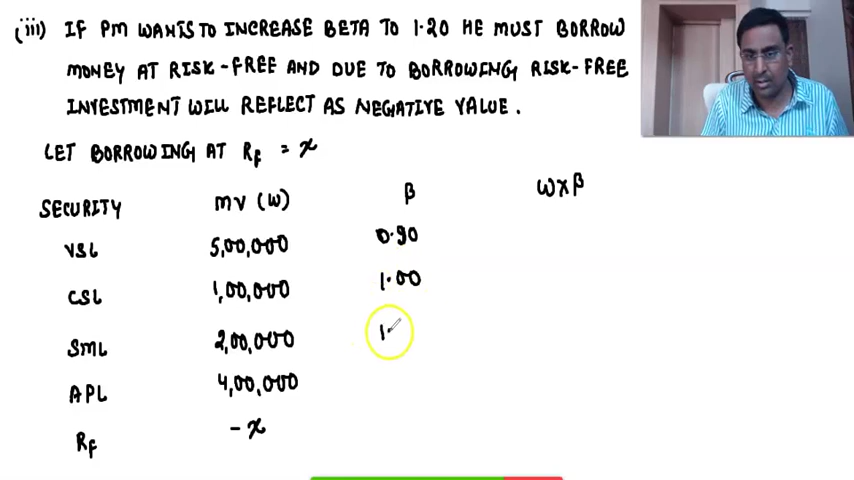 (iii) IF PM WANTS TO INCREASE BETA TO 1.20 HE MUST BORROW
MONEY AT RISK-FREE AND DUE TO BORROWING RISK-FREE
INVESTMENT WILL REFLECT AS NEGATIVE VALUE.
LET BORROWING AT Rf = x
SECURITY MV (W) β W×β
VSL 5,00,000 0.90
CSL 1,00,000 1.00
SML 2,00,000 1.
APL 4,00,000
Rf - x